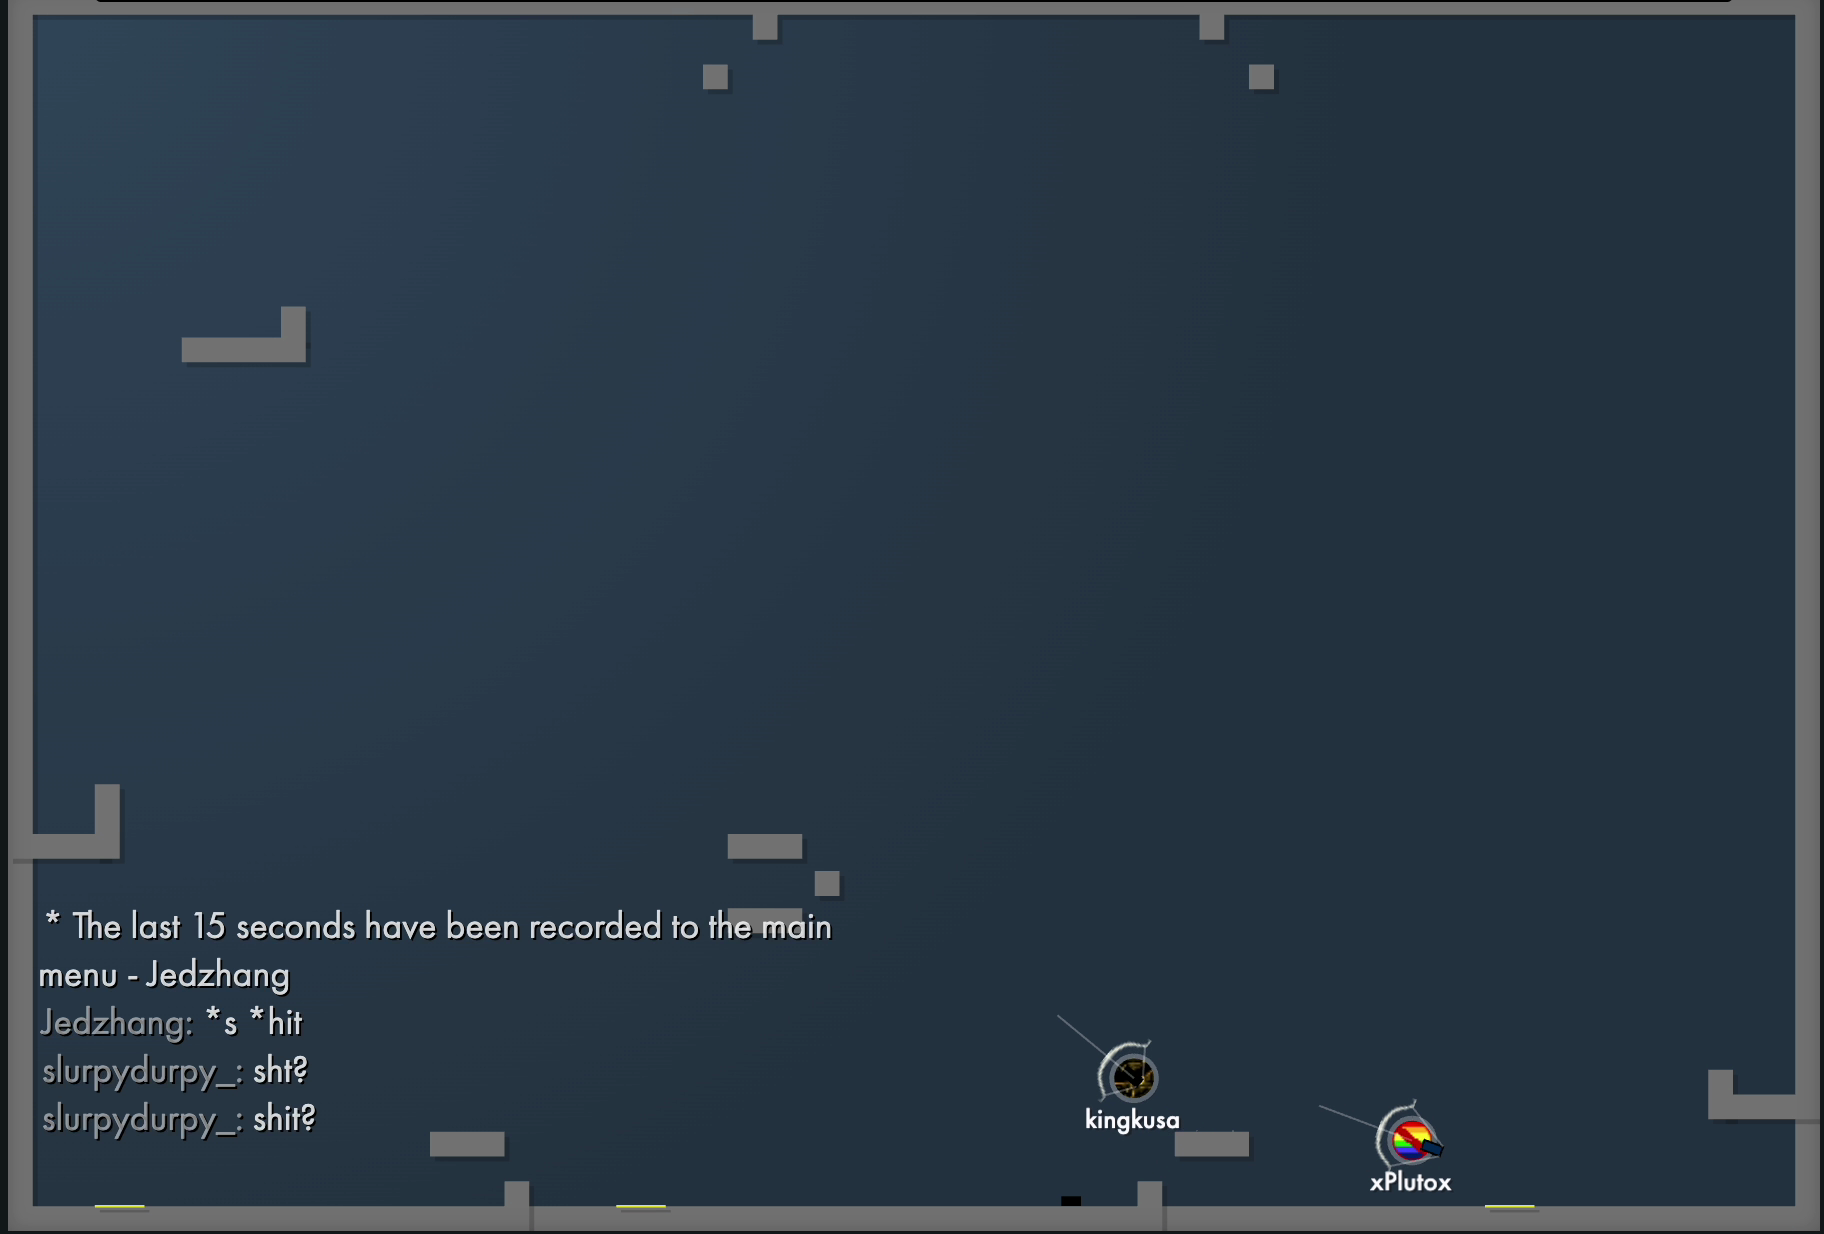 * The last 15 seconds have been recorded to the main
menu - Jedzhang
Jedzhang: *s *hit
slurpydurpy_: sht?
slurpydurpy_: shit?
kingkusa
xPlutox